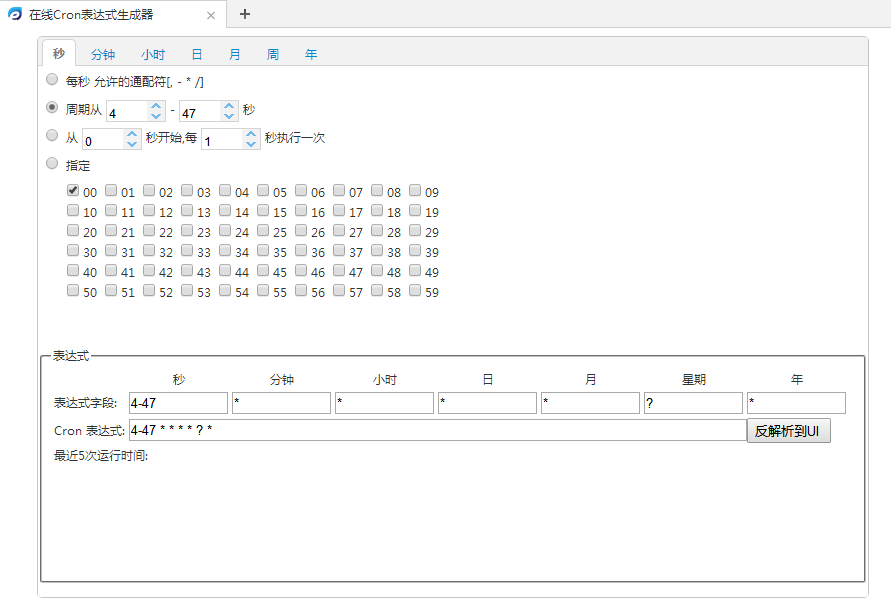 在线Cron表达式生成器
秒 分钟 小时 日 月 周 年
每秒 允许的通配符[, - * /]
周期从 4 - 47 秒
从 0 秒开始,每 1 秒执行一次
指定
00 01 02 03 04 05 06 07 08 09
10 11 12 13 14 15 16 17 18 19
20 21 22 23 24 25 26 27 28 29
30 31 32 33 34 35 36 37 38 39
40 41 42 43 44 45 46 47 48 49
50 51 52 53 54 55 56 57 58 59
表达式
秒 分钟 小时 日 月 星期 年
表达式字段: 4-47 * * * * ? *
Cron 表达式: 4-47 * * * * ? * 反解析到UI
最近5次运行时间: